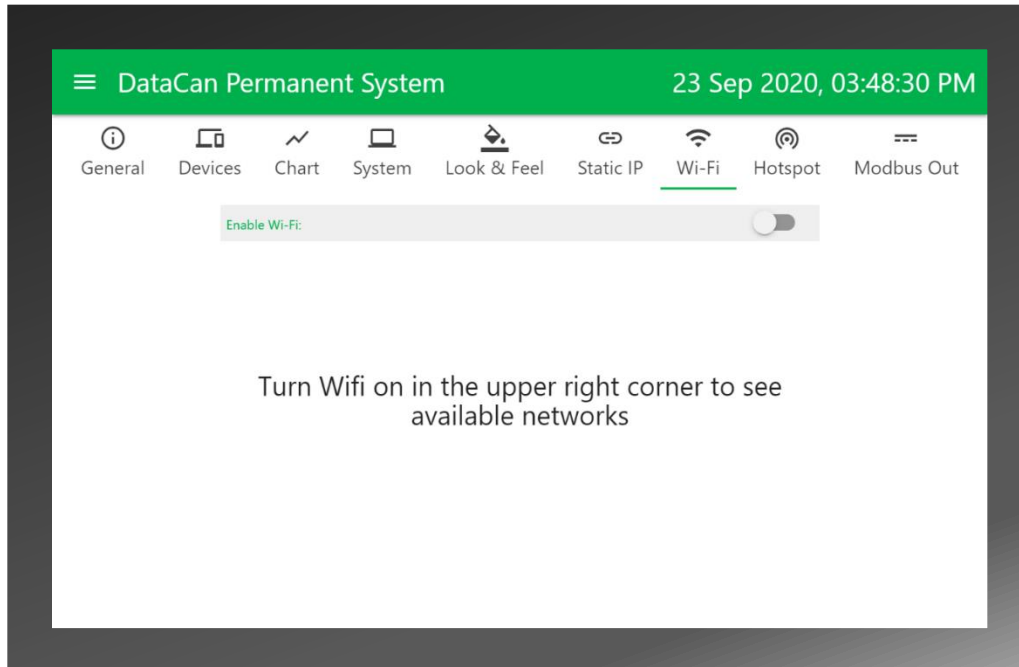 DataCan Permanent System
23 Sep 2020, 03:48:30 PM
General
Devices
Chart
System
Look & Feel
Static IP
Wi-Fi
Hotspot
Modbus Out
Enable Wi-Fi:
Turn Wifi on in the upper right corner to see
available networks